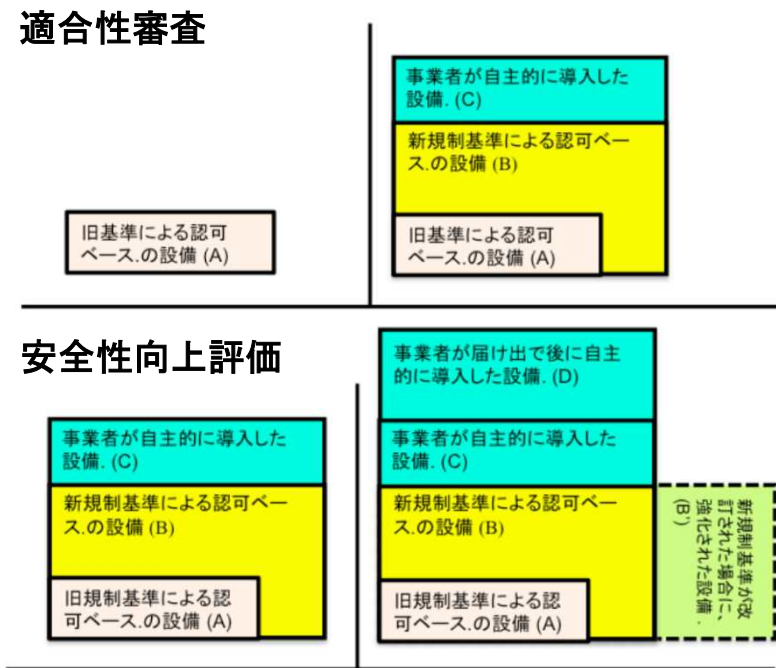 適合性審査
旧基準による認可
ベース.の設備 (A)
事業者が自主的に導入した
設備. (C)
新規制基準による認可ベー
ス.の設備 (B)
旧基準による認可
ベース.の設備 (A)
安全性向上評価
事業者が自主的に導入した
設備. (C)
新規制基準による認可ベー
ス.の設備 (B)
旧規制基準による認
可ベース.の設備 (A)
事業者が届け出で後に自主
的に導入した設備. (D)
事業者が自主的に導入した
設備. (C)
新規制基準による認可ベー
ス.の設備 (B)
旧規制基準による認
可ベース.の設備 (A)
新規制基準が改
訂された場合に、
強化された設備.
(B')